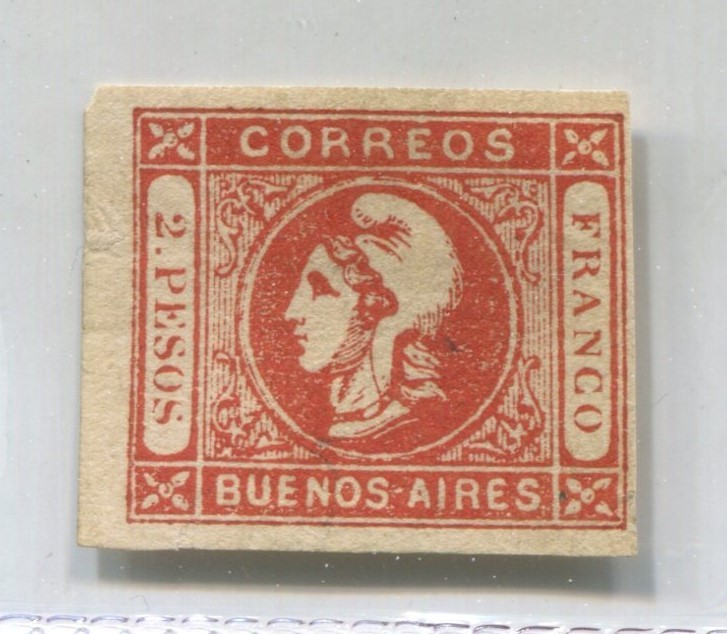 CORREOS
2. PESOS
FRANCO
BUENOS-AIRES